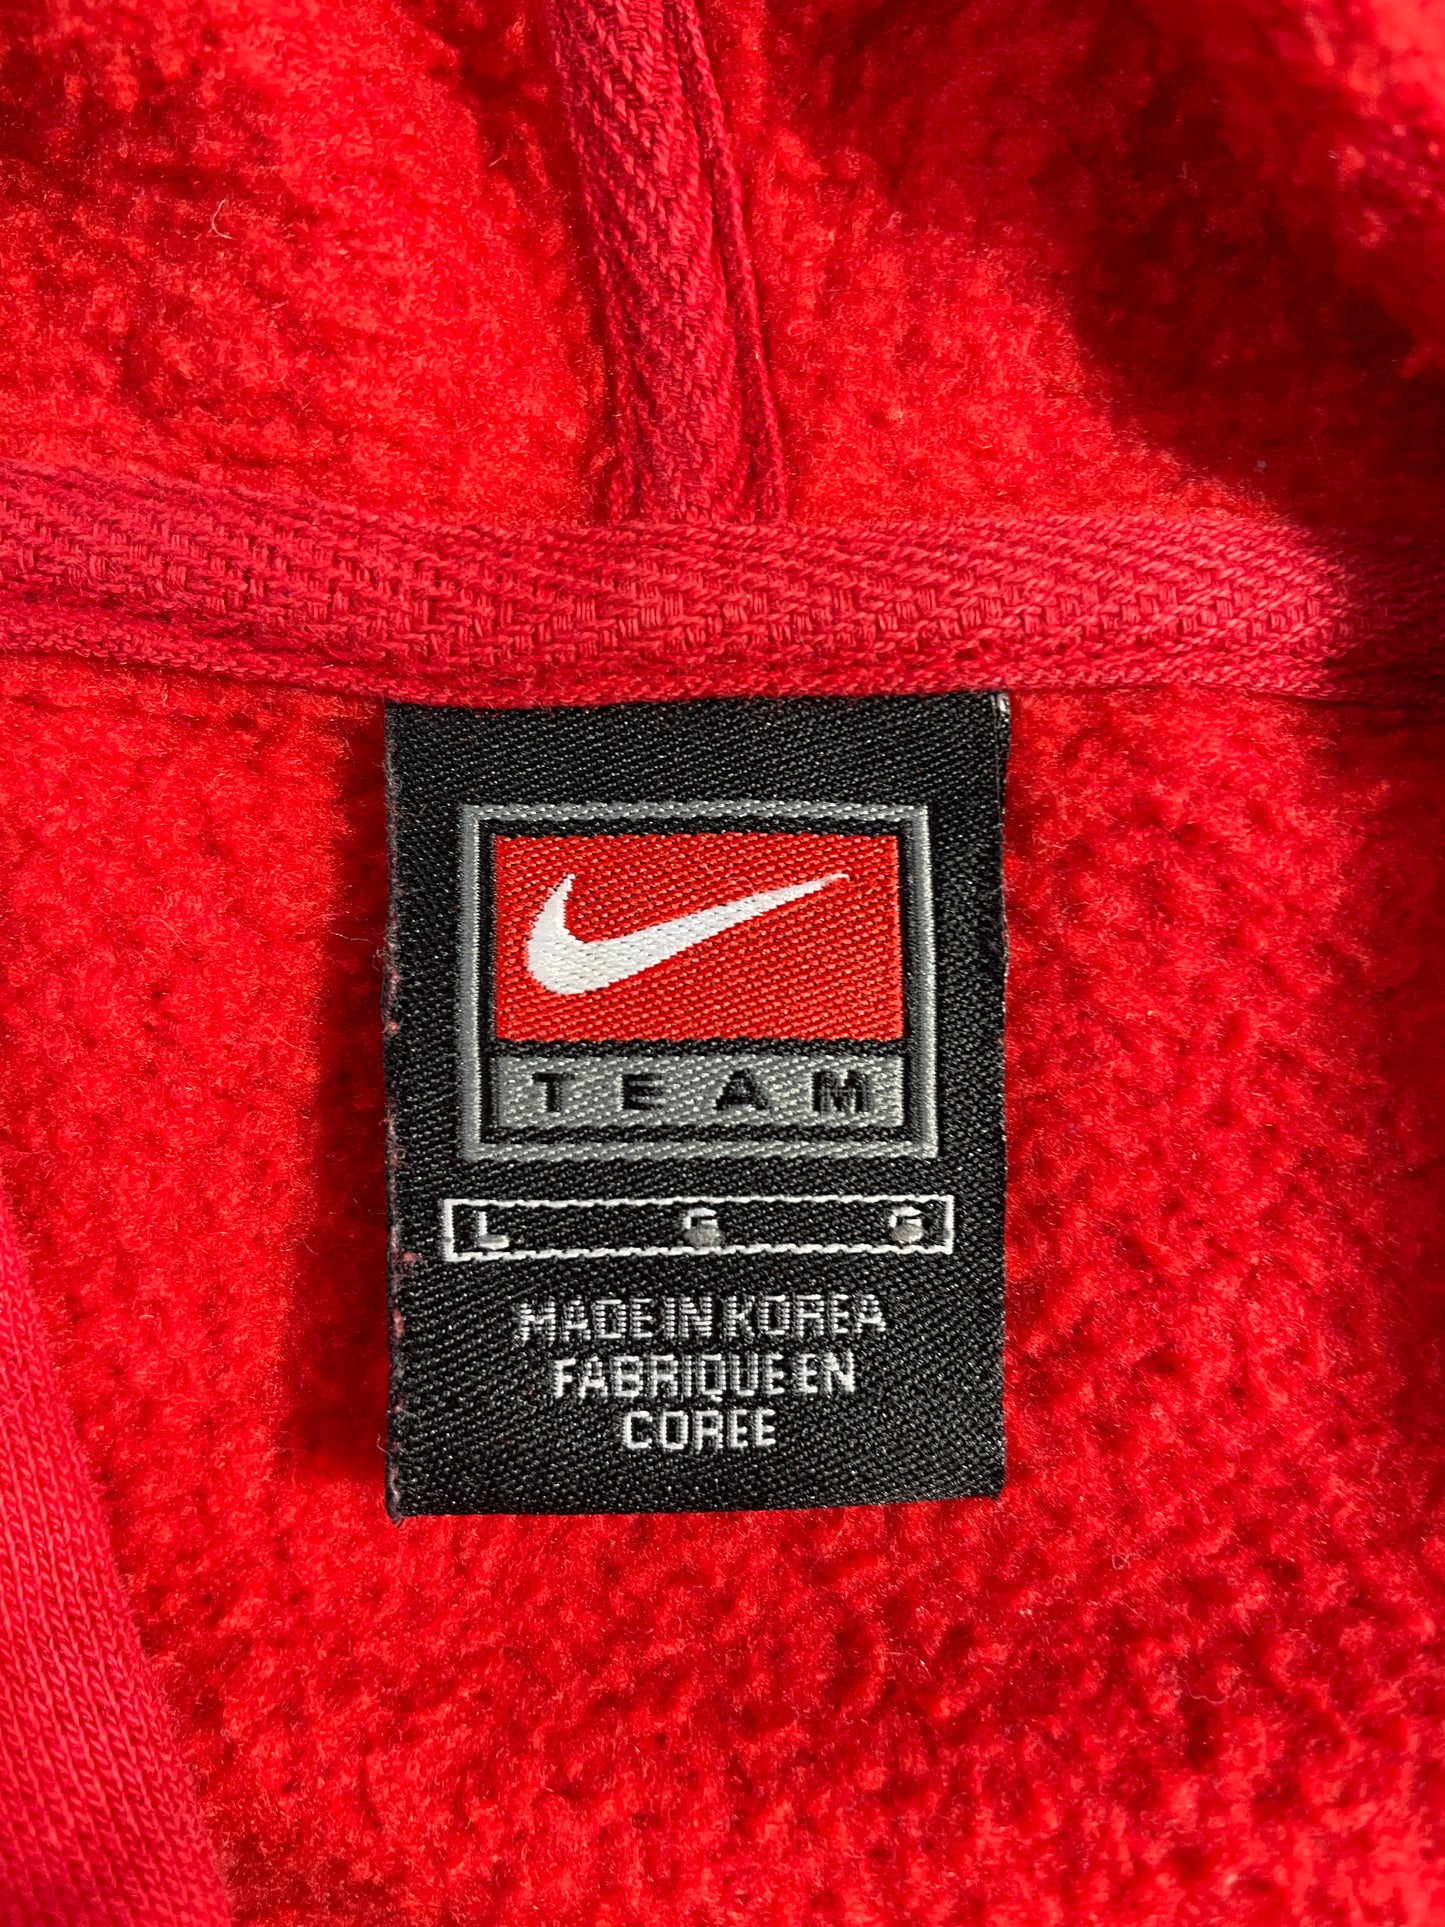 TEAM
L G G
MADE IN KOREA
FABRIQUE EN
COREE